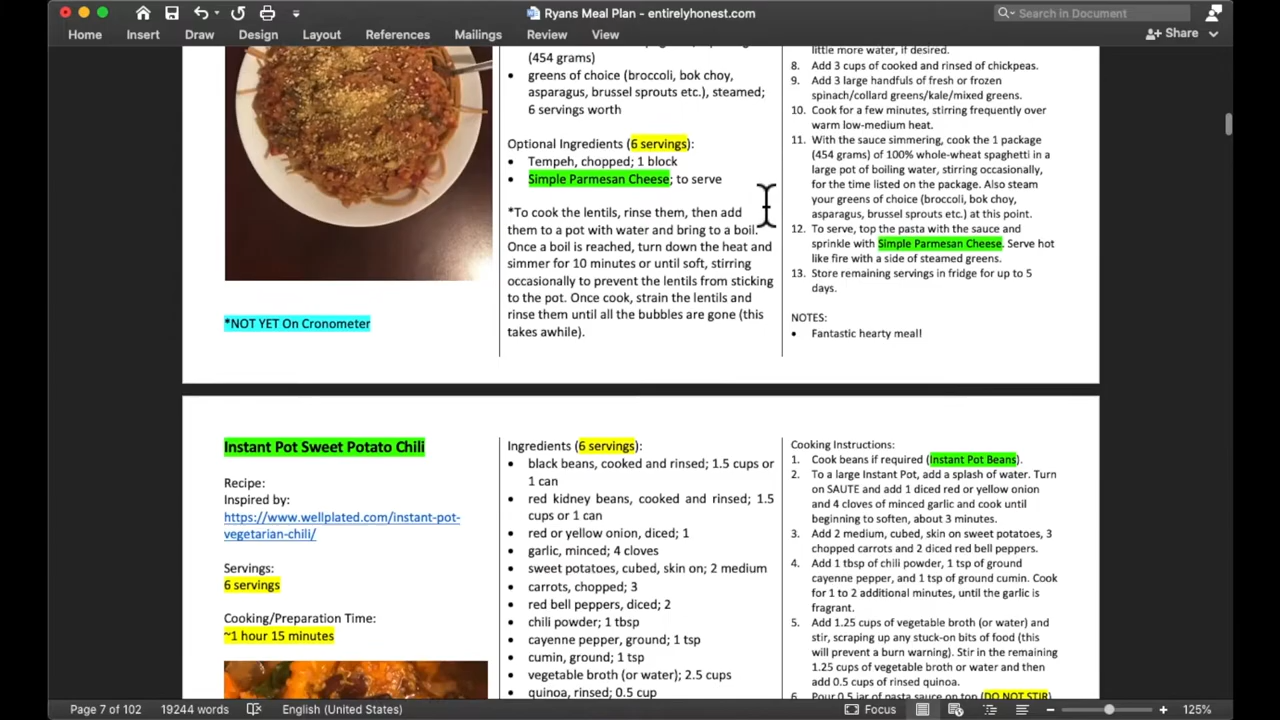 Ryans Meal Plan - entirelyhonest.com
Search in Document
Home Insert Draw Design Layout References Mailings Review View
Share
(454 grams)
greens of choice (broccoli, bok choy,
asparagus, brussel sprouts etc.), steamed;
6 servings worth
Optional Ingredients (6 servings):
Tempeh, chopped; 1 block
Simple Parmesan Cheese; to serve
*To cook the lentils, rinse them, then add
them to a pot with water and bring to a boil.
Once a boil is reached, turn down the heat and
simmer for 10 minutes or until soft, stirring
occasionally to prevent the lentils from sticking
to the pot. Once cook, strain the lentils and
rinse them until all the bubbles are gone (this
takes awhile).
*NOT YET On Cronometer
little more water, if desired.
8. Add 3 cups of cooked and rinsed of chickpeas.
9. Add 3 large handfuls of fresh or frozen
spinach/collard greens/kale/mixed greens.
10. Cook for a few minutes, stirring frequently over
warm low-medium heat.
11. With the sauce simmering, cook the 1 package
(454 grams) of 100% whole-wheat spaghetti in a
large pot of boiling water, stirring occasionally,
for the time listed on the package. Also steam
your greens of choice (broccoli, bok choy,
asparagus, brussel sprouts etc.) at this point.
12. To serve, top the pasta with the sauce and
sprinkle with Simple Parmesan Cheese. Serve hot
like fire with a side of steamed greens.
13. Store remaining servings in fridge for up to 5
days.
NOTES:
Fantastic hearty meal!
Instant Pot Sweet Potato Chili
Recipe:
Inspired by:
https://www.wellplated.com/instant-pot-
vegetarian-chili/
Servings:
6 servings
Cooking/Preparation Time:
~1 hour 15 minutes
Ingredients (6 servings):
black beans, cooked and rinsed; 1.5 cups or
1 can
red kidney beans, cooked and rinsed; 1.5
cups or 1 can
red or yellow onion, diced; 1
garlic, minced; 4 cloves
sweet potatoes, cubed, skin on; 2 medium
carrots, chopped; 3
red bell peppers, diced; 2
chili powder; 1 tbsp
cayenne pepper, ground; 1 tsp
cumin, ground; 1 tsp
vegetable broth (or water); 2.5 cups
quinoa, rinsed; 0.5 cup
Cooking Instructions:
1. Cook beans if required (Instant Pot Beans).
2. To a large Instant Pot, add a splash of water. Turn
on SAUTE and add 1 diced red or yellow onion
and 4 cloves of minced garlic and cook until
beginning to soften, about 3 minutes.
3. Add 2 medium, cubed, skin on sweet potatoes, 3
chopped carrots and 2 diced red bell peppers.
4. Add 1 tbsp of chili powder, 1 tsp of ground
cayenne pepper, and 1 tsp of ground cumin. Cook
for 1 to 2 additional minutes, until the garlic is
fragrant.
5. Add 1.25 cups of vegetable broth (or water) and
stir, scraping up any stuck-on bits of food (this
will prevent a burn warning). Stir in the remaining
1.25 cups of vegetable broth or water and then
add 0.5 cups of rinsed quinoa.
6. Pour 0.5 jar of pasta sauce on top (DO NOT STIR)
Page 7 of 102 19244 words English (United States) Focus 125%